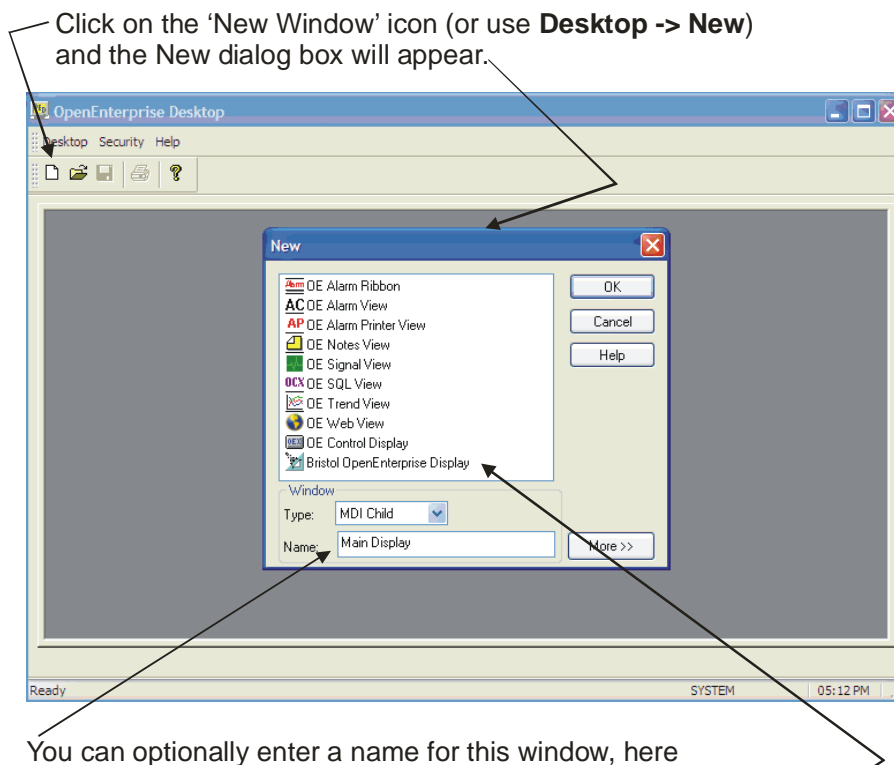 Click on the ‘New Window’ icon (or use Desktop -> New)
and the New dialog box will appear.
OpenEnterprise Desktop
Desktop Security Help
New
OE Alarm Ribbon
AC OE Alarm View
AP OE Alarm Printer View
OE Notes View
OE Signal View
OCX OE SQL View
OE Trend View
OE Web View
OE Control Display
Bristol OpenEnterprise Display
OK
Cancel
Help
Window
Type: MDI Child
Name: Main Display
More >>
Ready SYSTEM 05:12 PM
You can optionally enter a name for this window, here